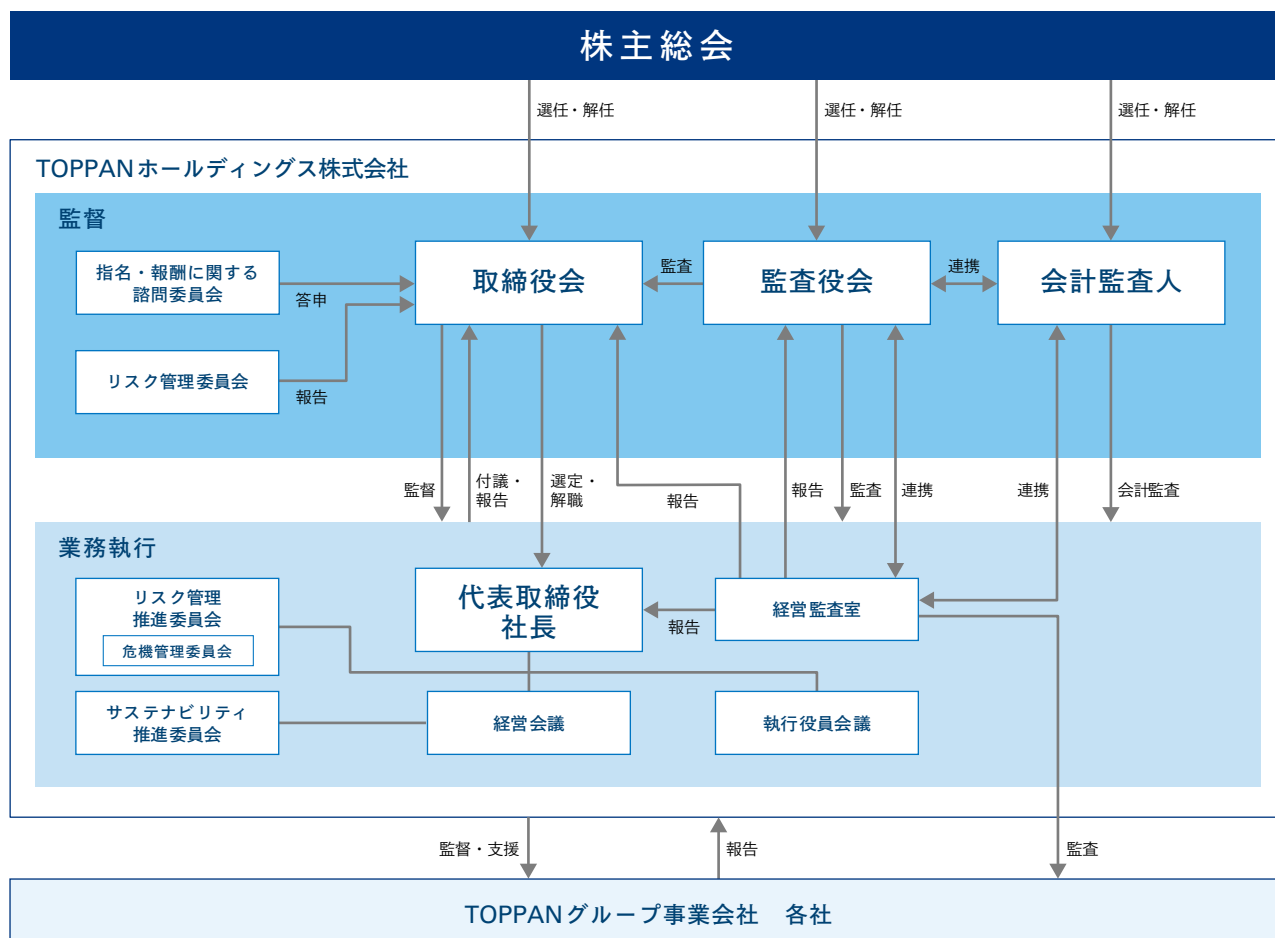 株主総会
選任・解任
選任・解任
選任・解任
TOPPANホールディングス株式会社
監督
指名・報酬に関する
諮問委員会
答申
取締役会
監査
監査役会
連携
会計監査人
リスク管理委員会
報告
監督
付議・
報告
選定・
解職
報告
報告
監査
連携
連携
会計監査
業務執行
リスク管理
推進委員会
危機管理委員会
代表取締役
社長
報告
経営監査室
サステナビリティ
推進委員会
経営会議
執行役員会議
監督・支援
報告
監査
TOPPANグループ事業会社　各社